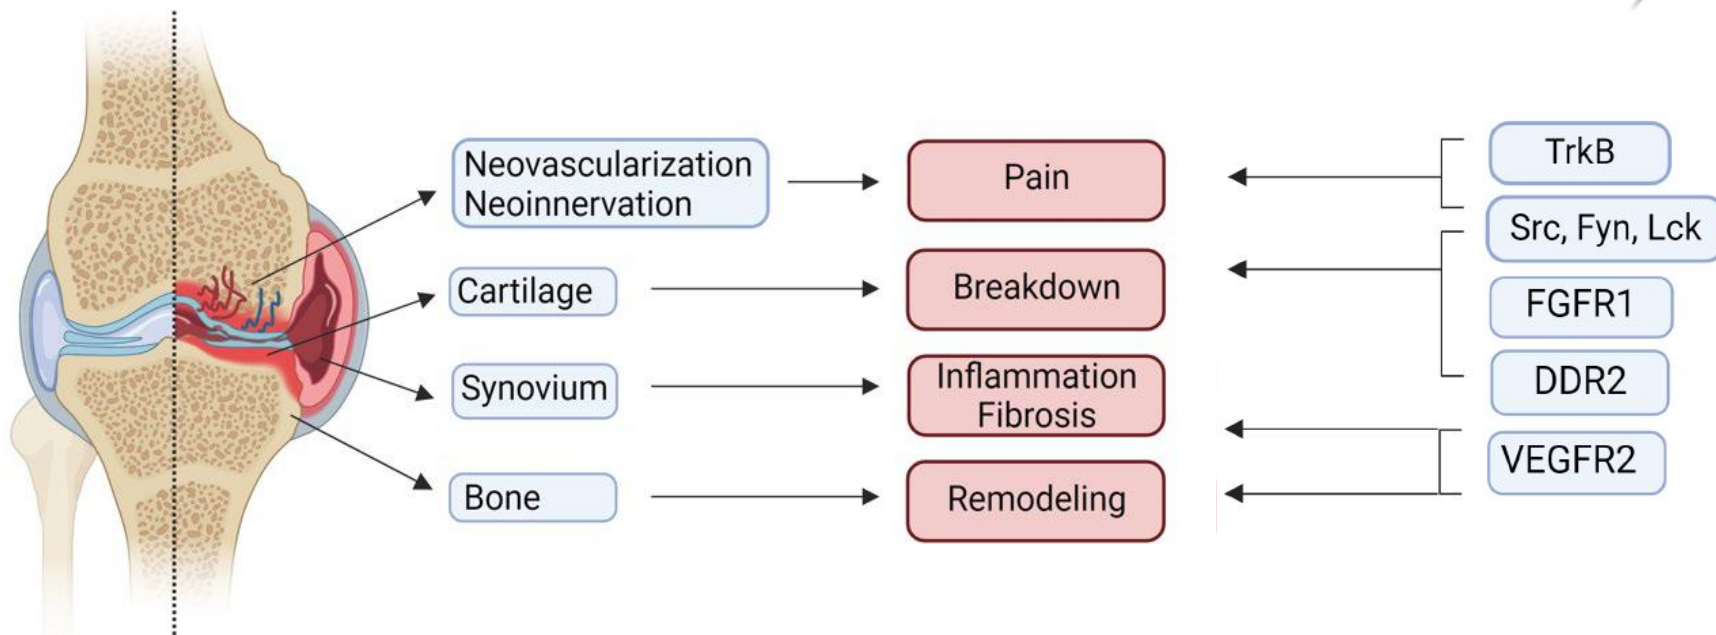 Neovascularization
Neoinnervation
Pain
TrkB
Src, Fyn, Lck
Cartilage
Breakdown
FGFR1
Synovium
Inflammation
Fibrosis
DDR2
Bone
Remodeling
VEGFR2